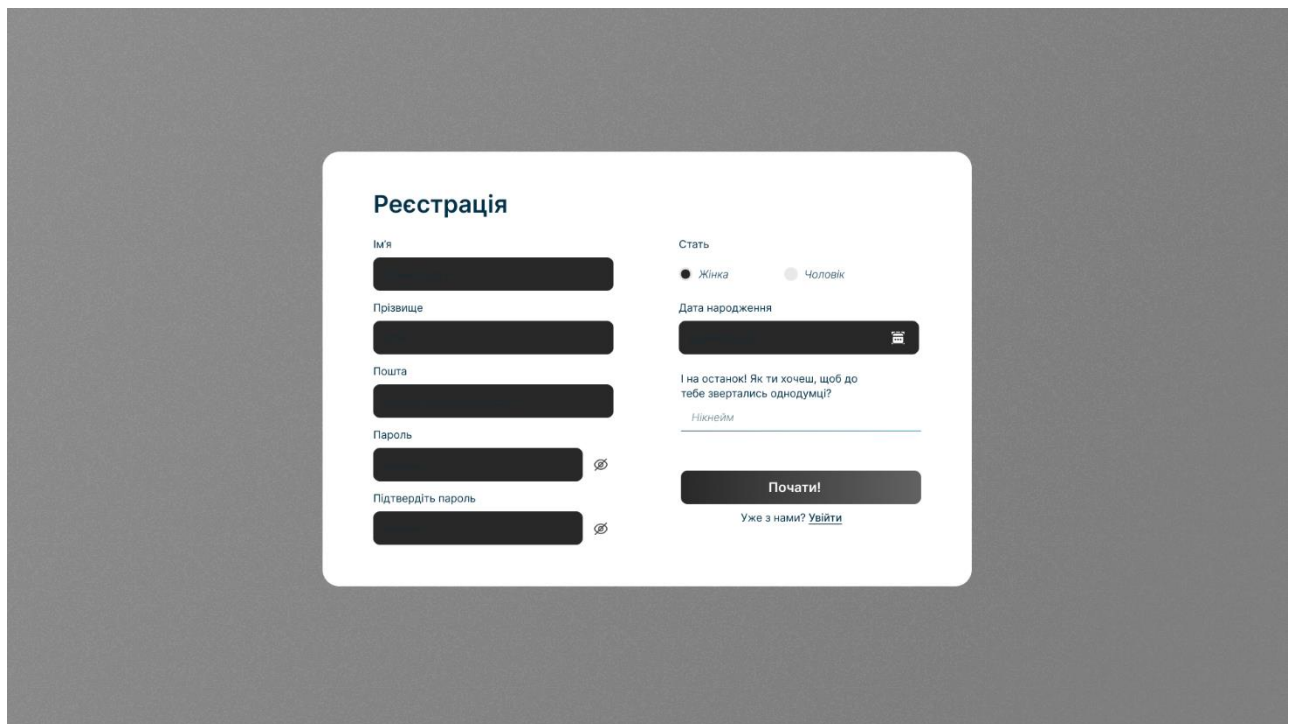 Реєстрація
Ім'я
Прізвище
Пошта
Пароль
Підтвердіть пароль
Стать
Жінка
Чоловік
Дата народження
І на останок! Як ти хочеш, щоб до
тебе звертались однодумці?
Нікнейм
Почати!
Уже з нами? Увійти